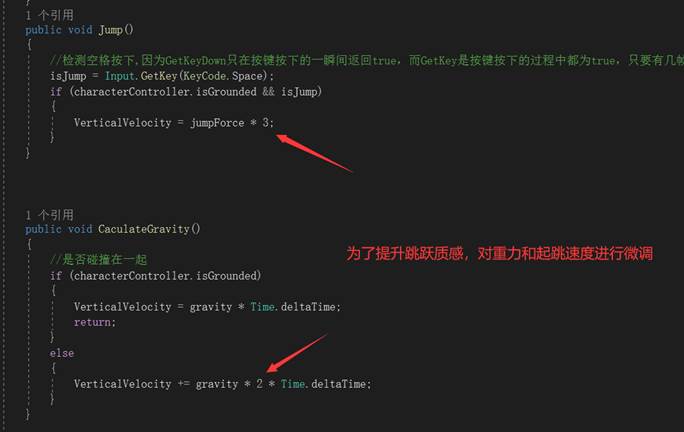 }
1 个引用
public void Jump()
{
//检测空格按下,因为GetKeyDown只在按键按下的一瞬间返回true，而GetKey是按键按下的过程中都为true，只要有几帧
isJump = Input.GetKey(KeyCode.Space);
if (characterController.isGrounded && isJump)
{
VerticalVelocity = jumpForce * 3;
}
}
1 个引用
public void CaculateGravity()
{
//是否碰撞在一起
if (characterController.isGrounded)
为了提升跳跃质感，对重力和起跳速度进行微调
{
VerticalVelocity = gravity * Time.deltaTime;
return;
}
else
{
VerticalVelocity += gravity * 2 * Time.deltaTime;
}
}